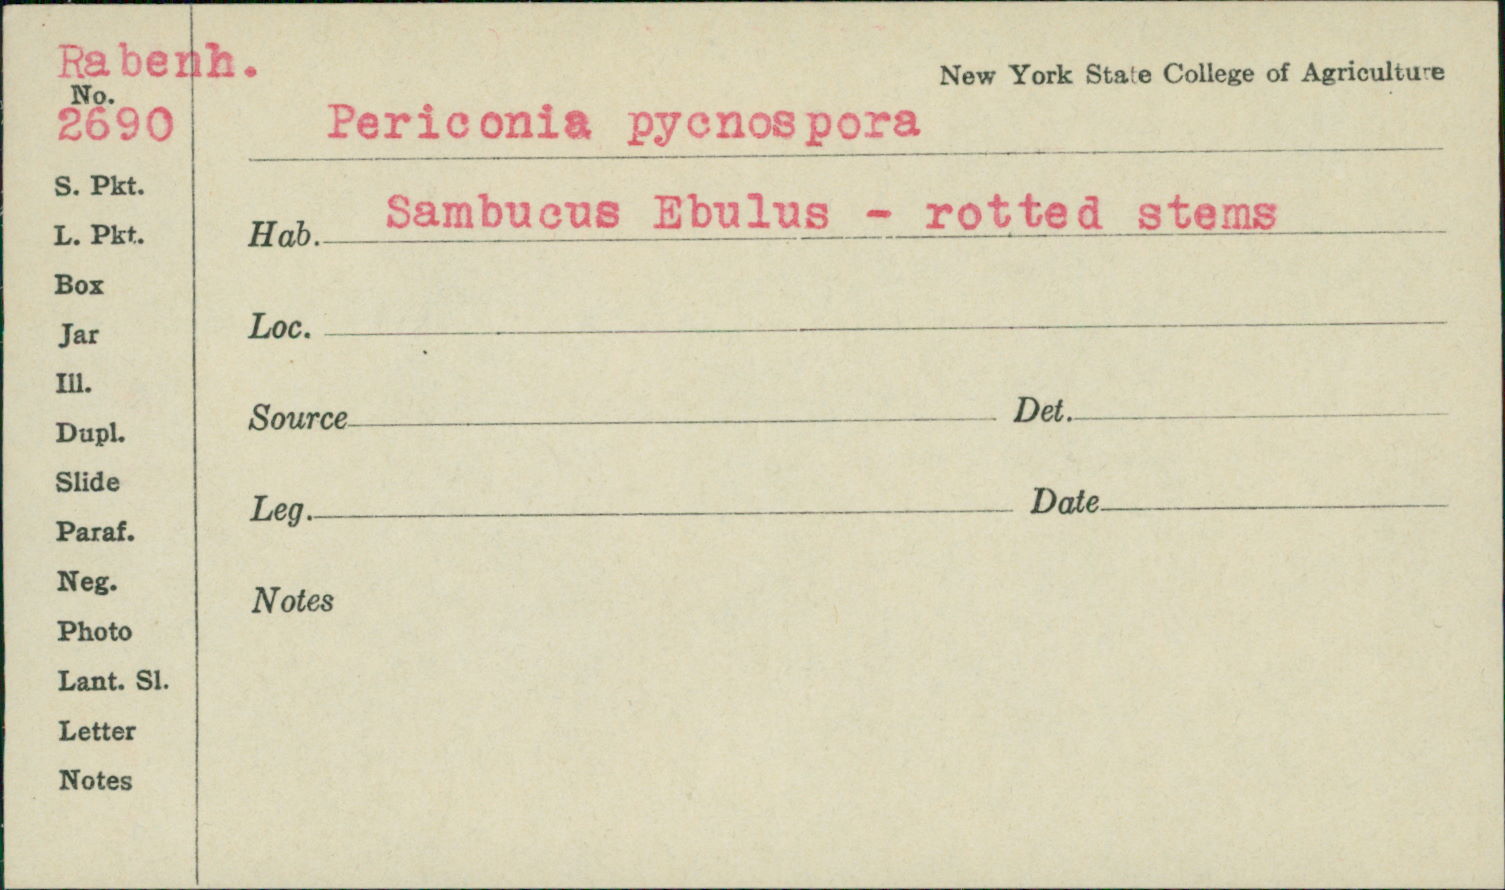 Rabenh.
New York State College of Agriculture
No.
2690
Periconia pycnospora
S. Pkt.
Hab. Sambucus Ebulus - rotted stems
L. Pkt.
Box
Loc.
Jar
Ill.
Source Det.
Dupl.
Slide
Leg. Date
Paraf.
Neg.
Notes
Photo
Lant. Sl.
Letter
Notes